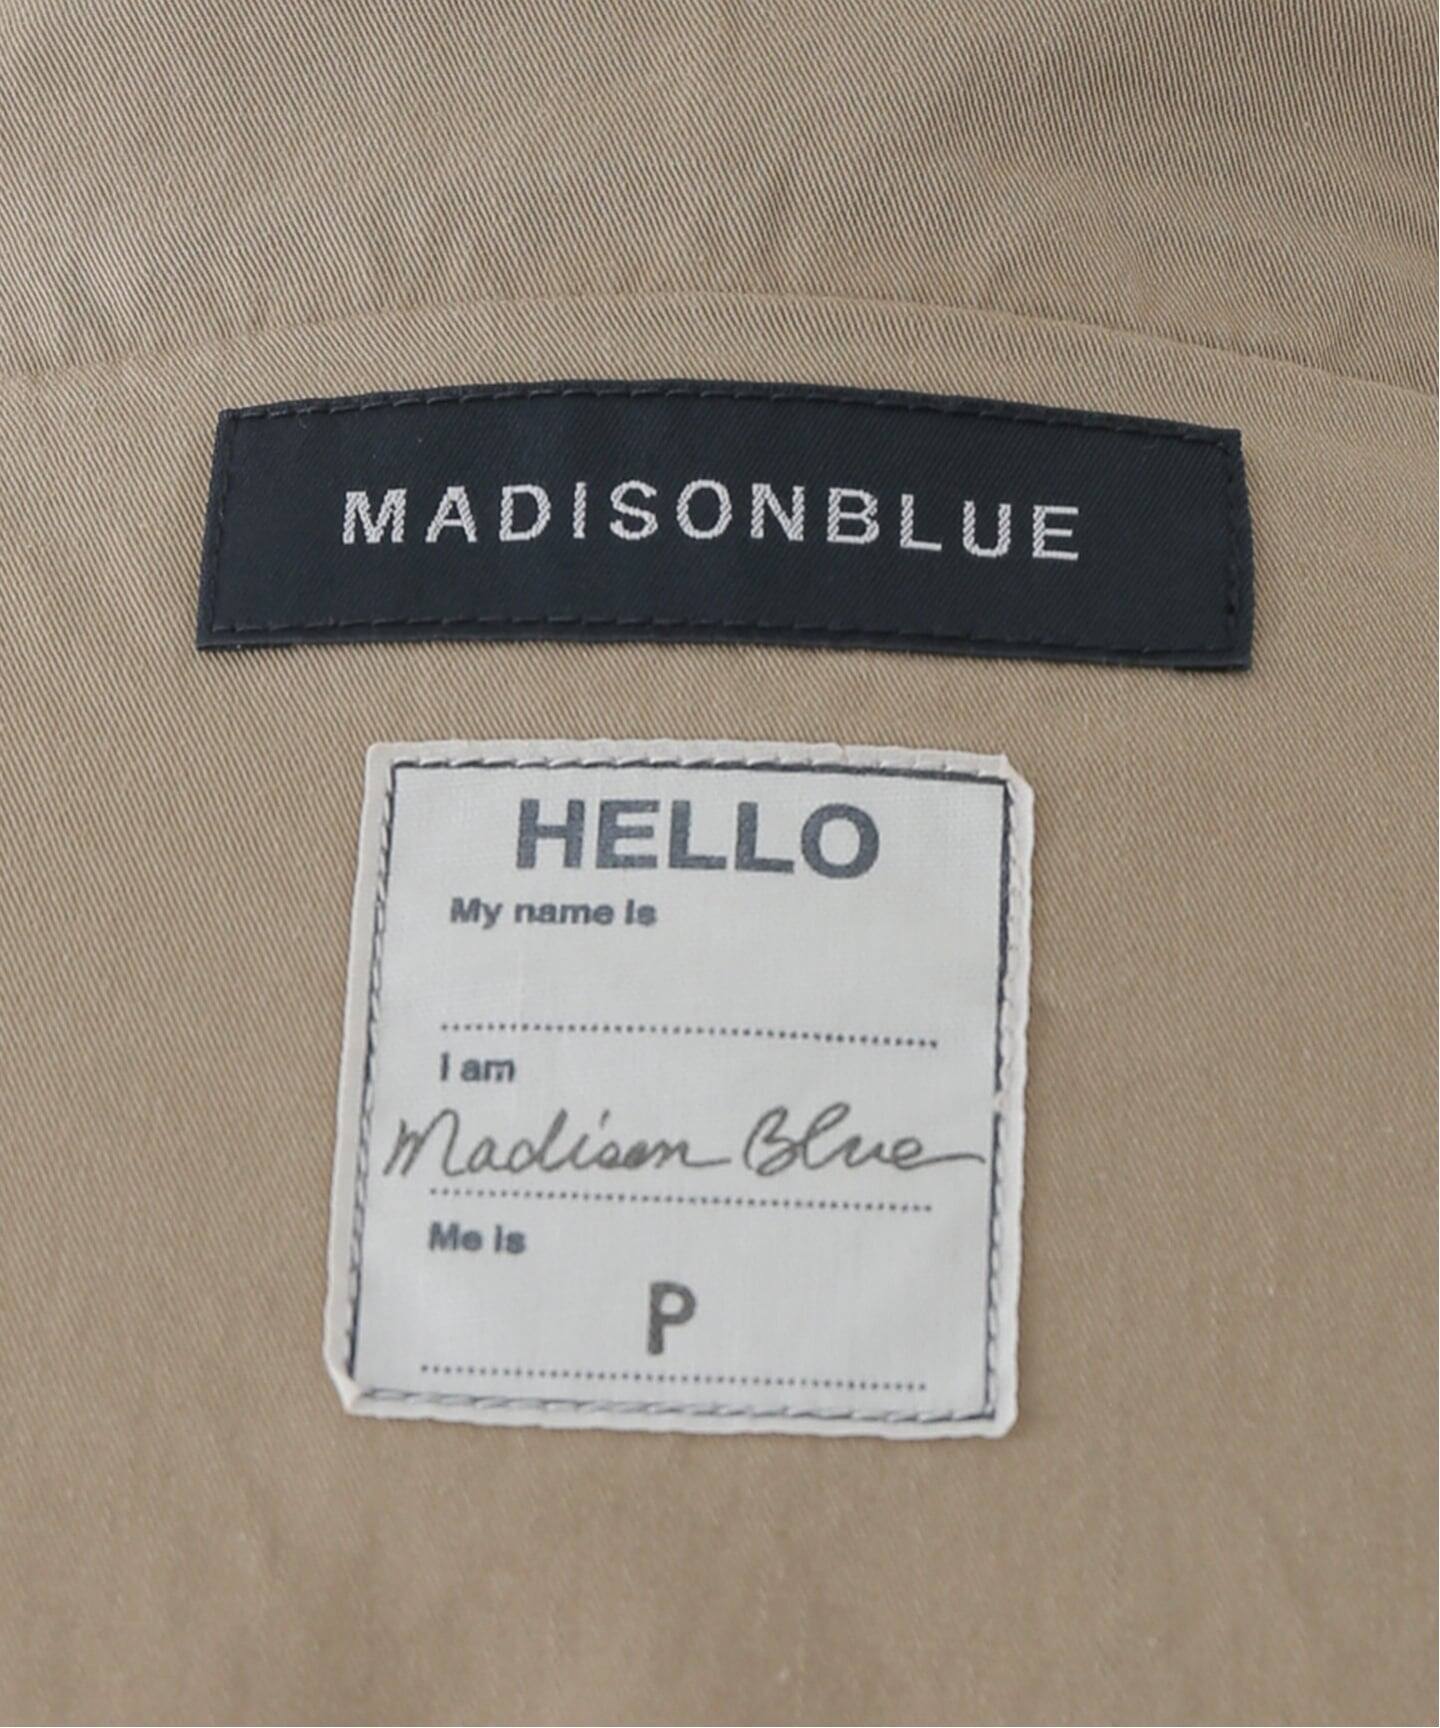 MADISONBLUE
HELLO
My name is
I am
Madison Blue
Me is
P